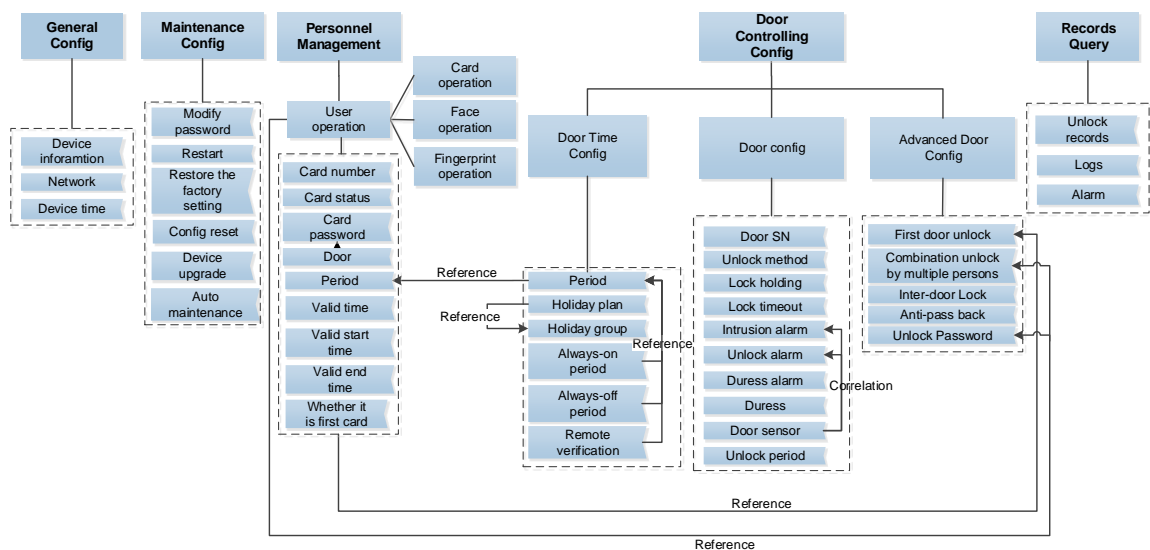 General
Config
Device
inforamtion
Network
Device time
Maintenance
Config
Modify
password
Restart
Restore the
factory
setting
Config reset
Device
upgrade
Auto
maintenance
Personnel
Management
User
operation
Card
operation
Face
operation
Fingerprint
operation
Card number
Card status
Card
password
Door
Period
Valid time
Valid start
time
Valid end
time
Whether it
is first card
Door
Controlling
Config
Door Time
Config
Reference
Period
Holiday plan
Reference
Holiday group
Reference
Always-on
period
Always-off
period
Remote
verification
Door config
Door SN
Unlock method
Lock holding
Lock timeout
Intrusion alarm
Unlock alarm
Duress alarm
Correlation
Duress
Door sensor
Unlock period
Advanced Door
Config
First door unlock
Combination unlock
by multiple persons
Inter-door Lock
Anti-pass back
Unlock Password
Records
Query
Unlock
records
Logs
Alarm
Reference
Reference